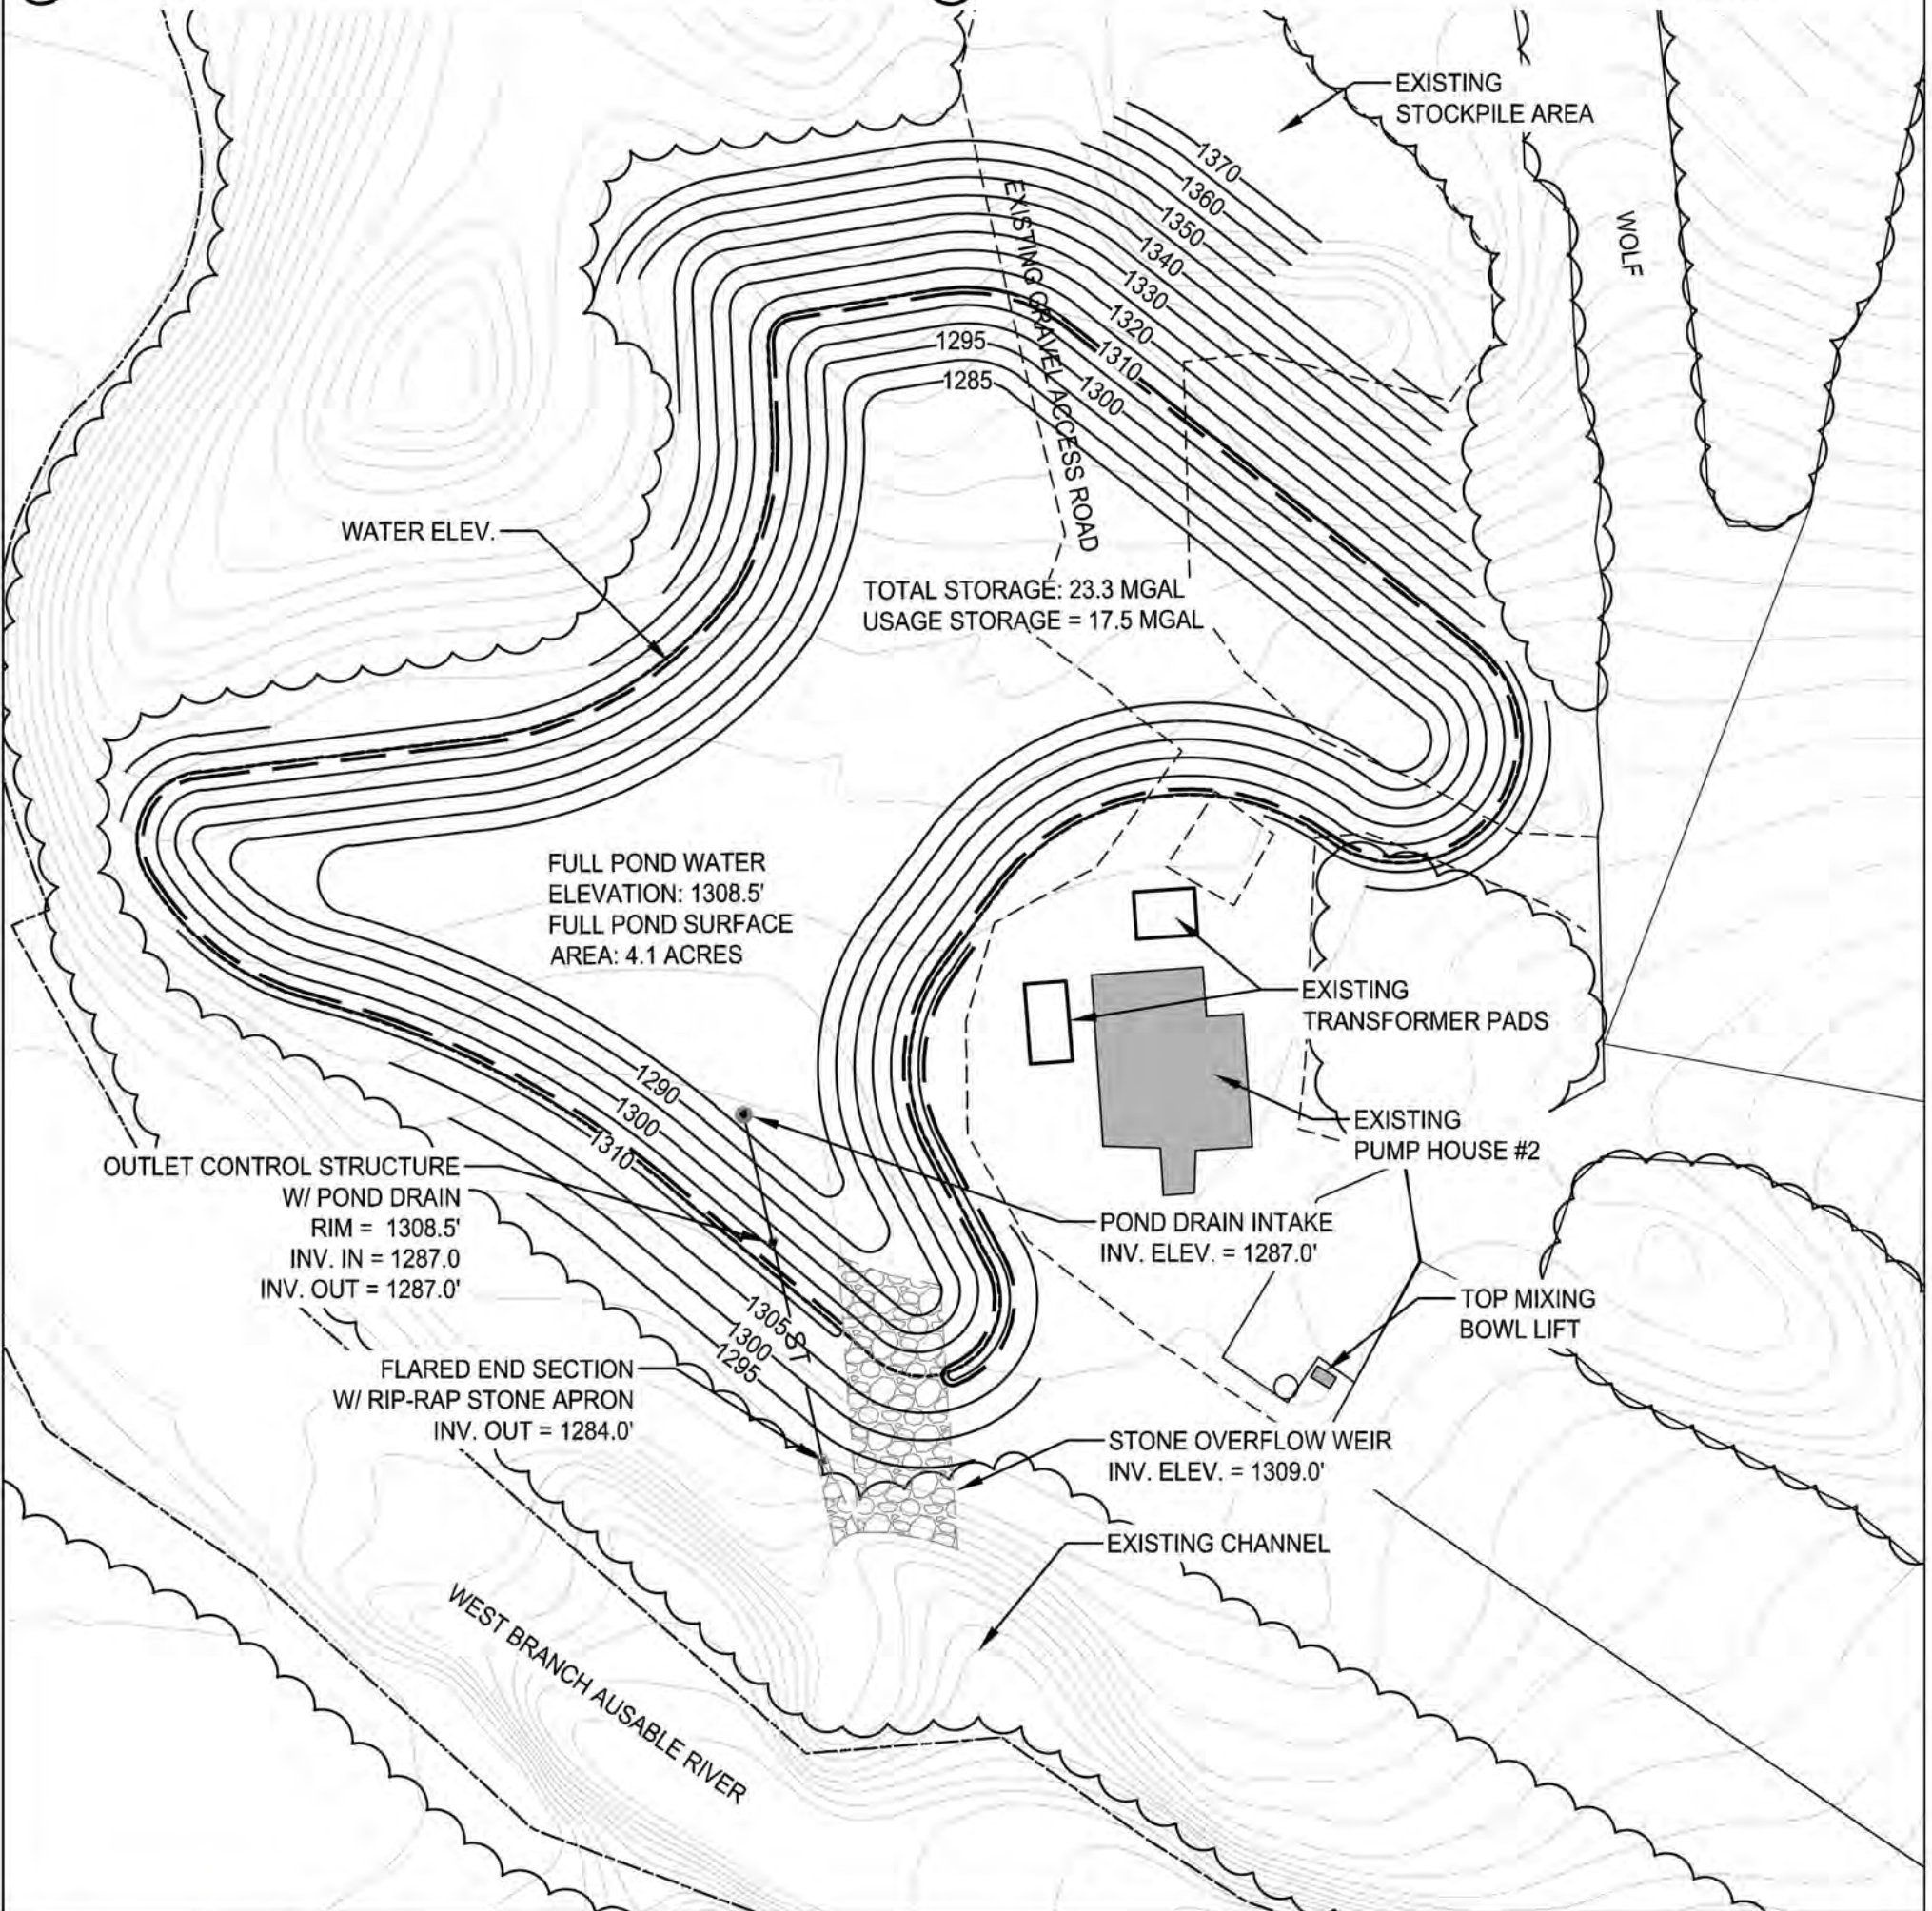 EXISTING
STOCKPILE AREA
1370
1360
1350
1340
1330
1320
1310
1300
1295
1285
EXISTING GRAVEL ACCESS ROAD
WOLF
WATER ELEV.
TOTAL STORAGE: 23.3 MGAL
USAGE STORAGE = 17.5 MGAL
FULL POND WATER
ELEVATION: 1308.5'
FULL POND SURFACE
AREA: 4.1 ACRES
EXISTING
TRANSFORMER PADS
EXISTING
PUMP HOUSE #2
1290
1300
1310
OUTLET CONTROL STRUCTURE
W/ POND DRAIN
RIM = 1308.5'
INV. IN = 1287.0
INV. OUT = 1287.0'
POND DRAIN INTAKE
INV. ELEV. = 1287.0'
TOP MIXING
BOWL LIFT
1305
1300
1295
ST
FLARED END SECTION
W/ RIP-RAP STONE APRON
INV. OUT = 1284.0'
STONE OVERFLOW WEIR
INV. ELEV. = 1309.0'
EXISTING CHANNEL
WEST BRANCH AUSABLE RIVER